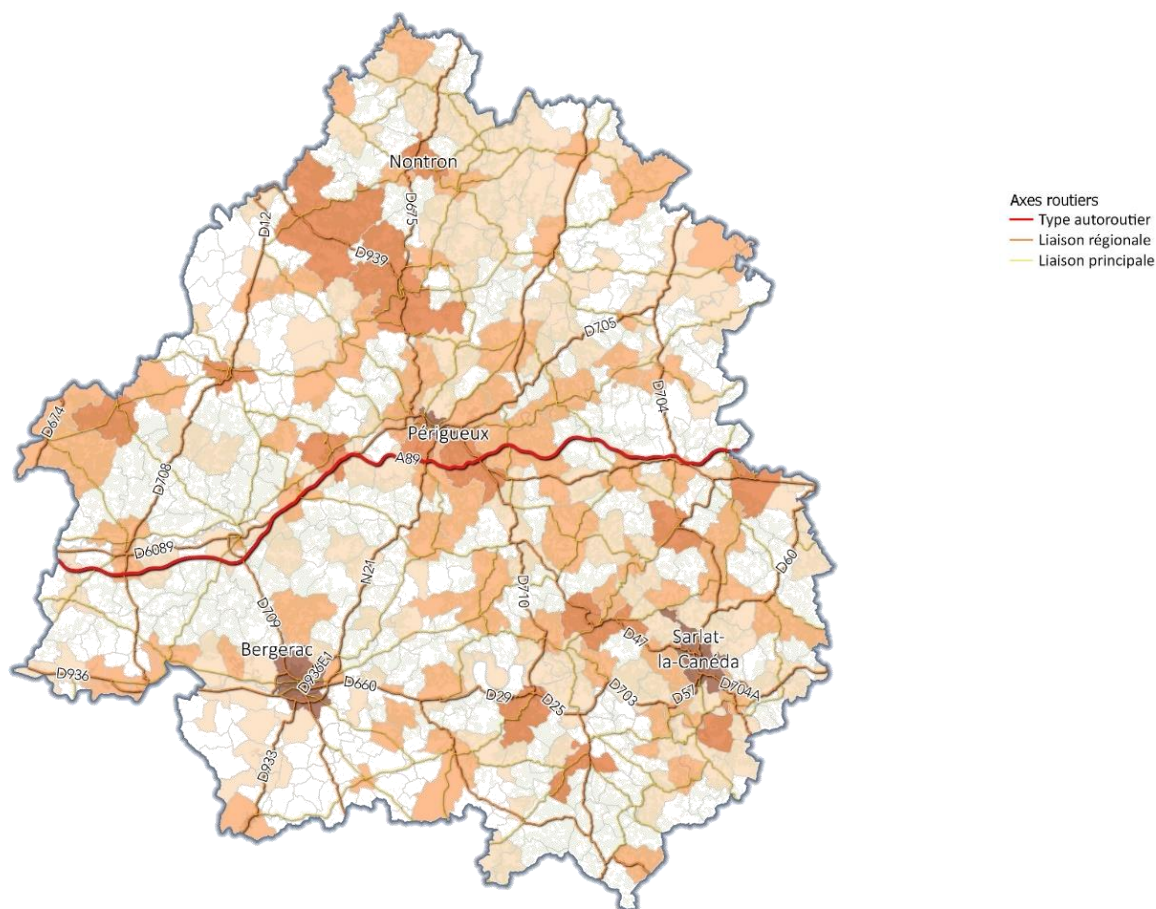 Nontron
D12
D675
D939
D705
D704
D674
Périgueux
A89
D708
D6089
N21
D710
D60
D709
Bergerac
D936E1
D47
Sarlat-
la-Canéda
D936
D660
D29
D25
D703
D57
D704A
D933
Axes routiers
Type autoroutier
Liaison régionale
Liaison principale